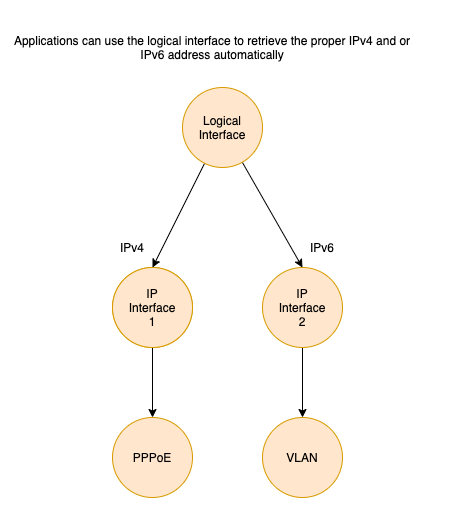 Applications can use the logical interface to retrieve the proper IPv4 and or
IPv6 address automatically
Logical
Interface
IPv4
IPv6
IP
Interface
1
IP
Interface
2
PPPoE
VLAN